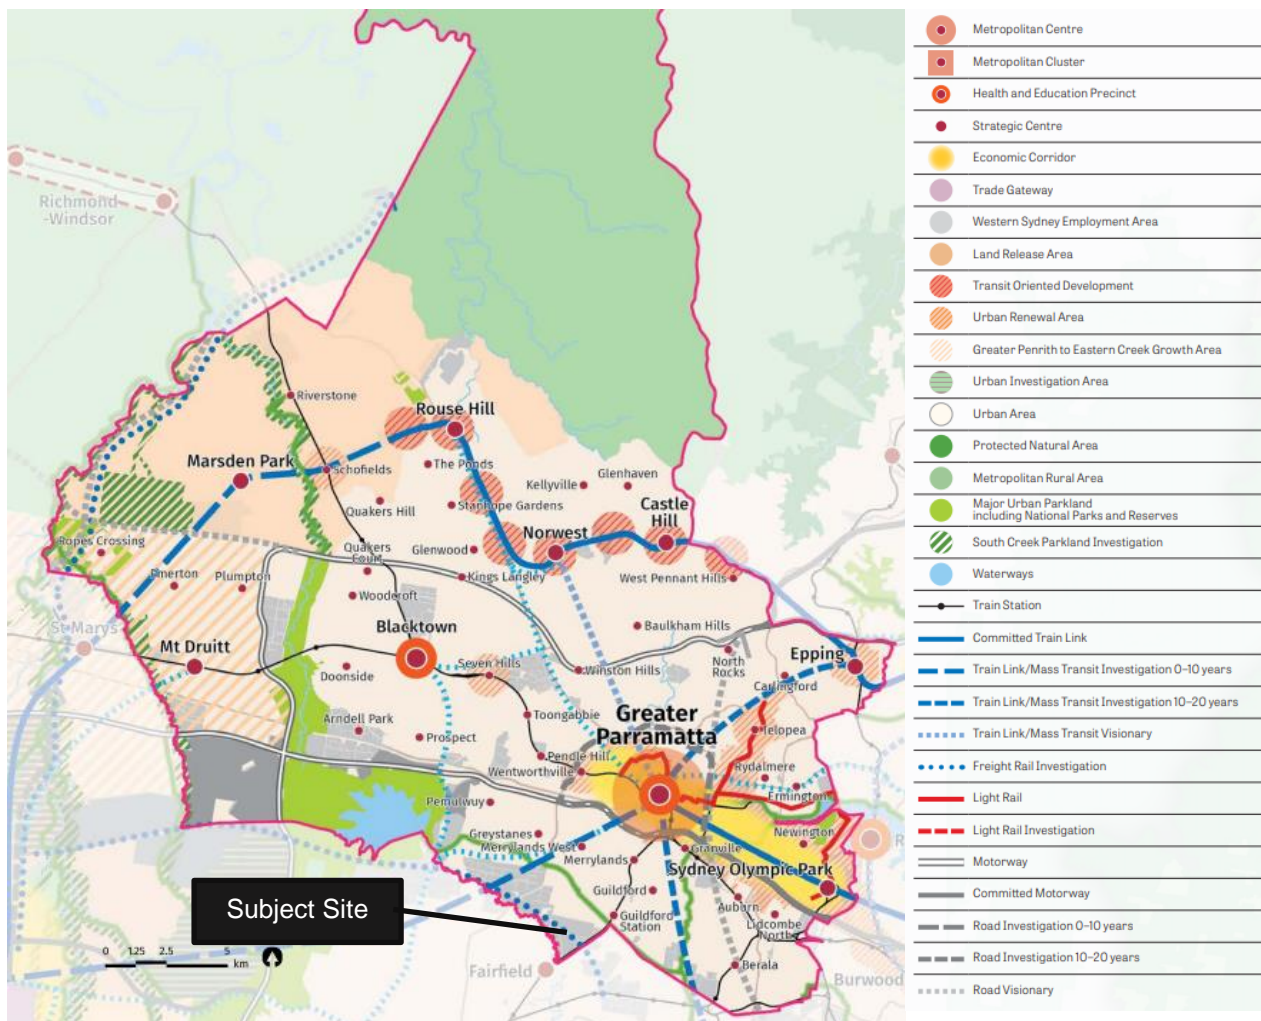 Richmond
-Windsor
Riverstone
Rouse Hill
Marsden Park
Schofields
The Ponds
Glenhaven
Kellyville
Quakers Hill
Stanhope Gardens
Castle
Hill
Norwest
Ropes Crossing
Quakers
Court
Glenwood
Emerton
Plumpton
Kings Langley
West Pennant Hills
Woodcroft
St Marys
Blacktown
Baulkham Hills
Mt Druitt
Seven Hills
Winston Hills
North
Rocks
Epping
Doonside
Carlingford
Arndell Park
Toongabbie
Greater
Parramatta
Telopea
Prospect
Pendle Hill
Wentworthville
Rydalmere
Ermington
Pemulwuy
Greystanes
Newington
Merrylands West
Merrylands
Granville
Sydney Olympic Park
Guildford
Auburn
Subject Site
Guildford
Station
Lidcombe
North
0 1.25 2.5 5
km
Fairfield
Berala
Burwood
Metropolitan Centre
Metropolitan Cluster
Health and Education Precinct
Strategic Centre
Economic Corridor
Trade Gateway
Western Sydney Employment Area
Land Release Area
Transit Oriented Development
Urban Renewal Area
Greater Penrith to Eastern Creek Growth Area
Urban Investigation Area
Urban Area
Protected Natural Area
Metropolitan Rural Area
Major Urban Parkland
including National Parks and Reserves
South Creek Parkland Investigation
Waterways
Train Station
Committed Train Link
Train Link/Mass Transit Investigation 0–10 years
Train Link/Mass Transit Investigation 10–20 years
Train Link/Mass Transit Visionary
Freight Rail Investigation
Light Rail
Light Rail Investigation
Motorway
Committed Motorway
Road Investigation 0–10 years
Road Investigation 10–20 years
Road Visionary